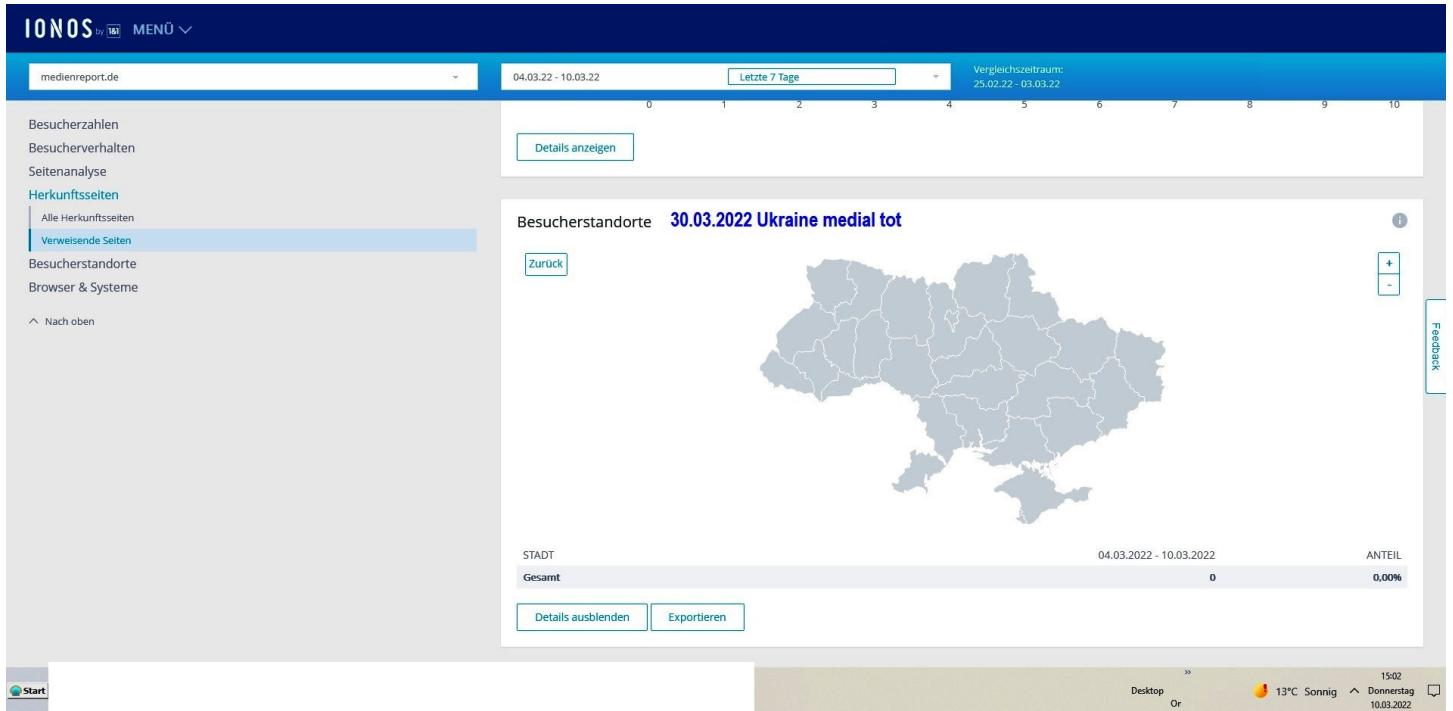 IONOS by 1&1 MENÜ
medienreport.de
04.03.22 - 10.03.22 Letzte 7 Tage
Vergleichszeitraum:
25.02.22 - 03.03.22
0 1 2 3 4 5 6 7 8 9 10
Besucherzahlen
Besucherverhalten
Seitenanalyse
Herkunftsseiten
Alle Herkunftsseiten
Verweisende Seiten
Besucherstandorte
Browser & Systeme
Nach oben
Details anzeigen
Besucherstandorte 30.03.2022 Ukraine medial tot
i
Zurück
+
-
Feedback
STADT 04.03.2022 - 10.03.2022 ANTEIL
Gesamt 0 0,00%
Details ausblenden Exportieren
Start
»
Desktop
Or
13°C Sonnig
15:02
Donnerstag
10.03.2022